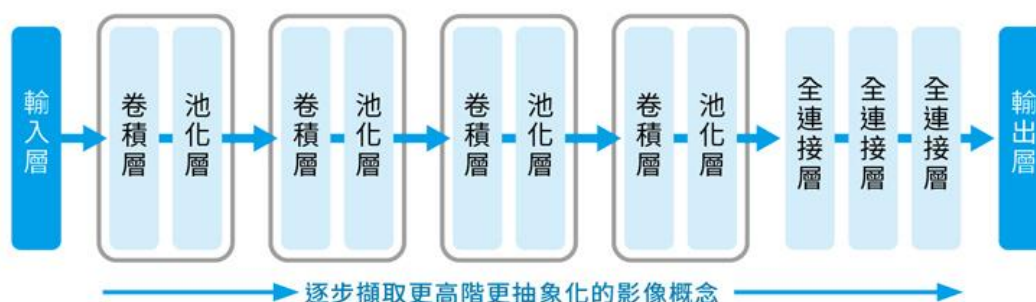 輸入層
卷積層
池化層
卷積層
池化層
卷積層
池化層
卷積層
池化層
全連接層
全連接層
全連接層
輸出層
逐步擷取更高階更抽象化的影像概念